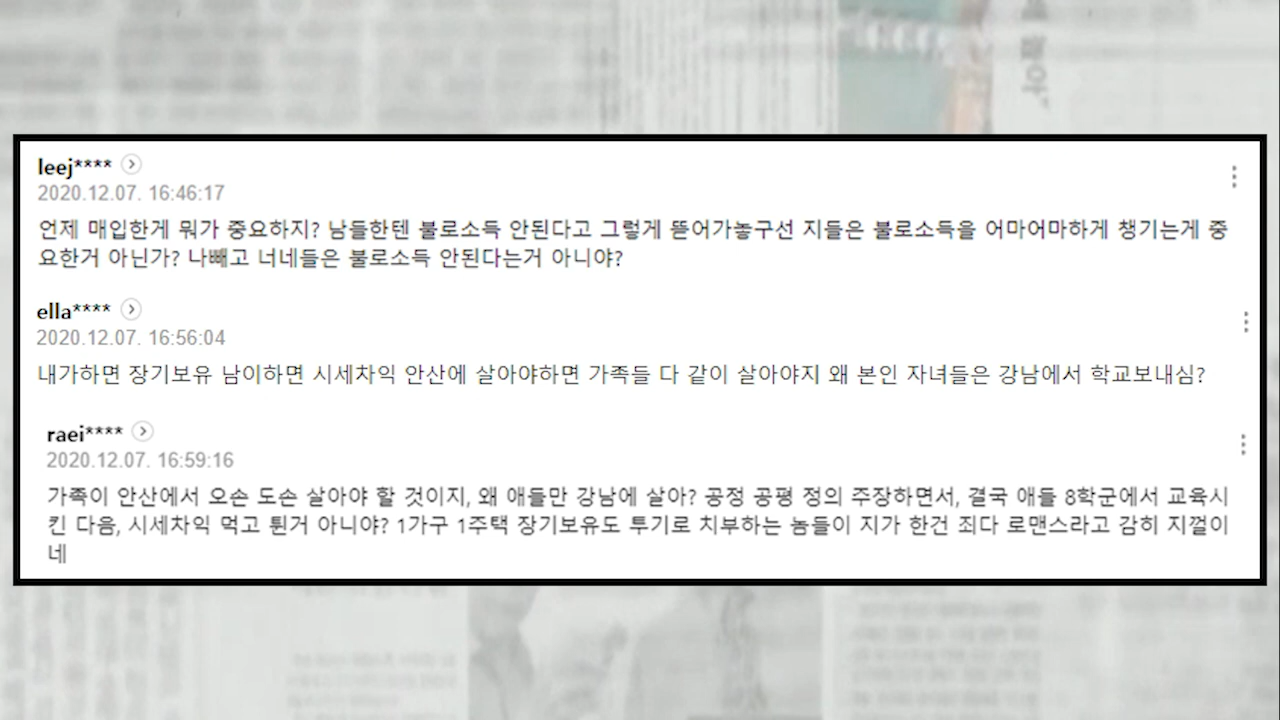 leej****
2020.12.07. 16:46:17
언제 매입한게 뭐가 중요하지? 남들한텐 불로소득 안된다고 그렇게 뜯어가놓구선 지들은 불로소득을 어마어마하게 챙기는게 중
요한거 아닌가? 나빼고 너네들은 불로소득 안된다는거 아니야?
ella****
2020.12.07. 16:56:04
내가하면 장기보유 남이하면 시세차익 안산에 살아야하면 가족들 다 같이 살아야지 왜 본인 자녀들은 강남에서 학교보내심?
raei****
2020.12.07. 16:59:16
가족이 안산에서 오손 도손 살아야 할 것이지, 왜 애들만 강남에 살아? 공정 공평 정의 주장하면서, 결국 애들 8학군에서 교육시
킨 다음, 시세차익 먹고 튄거 아니야? 1가구 1주택 장기보유도 투기로 치부하는 놈들이 지가 한건 죄다 로맨스라고 감히 지껄이
네